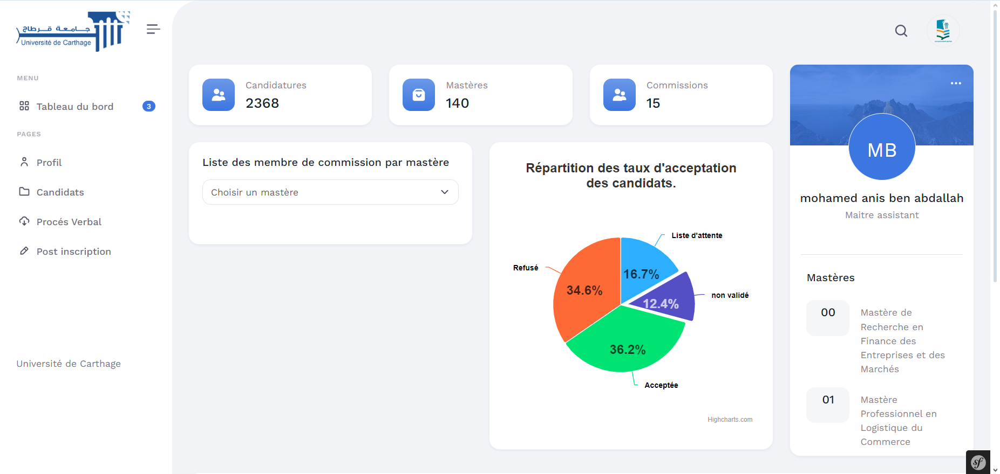 جامعة قرطاج
Université de Carthage
MENU
Tableau du bord 3
PAGES
Profil
Candidats
Procés Verbal
Post inscription
Université de Carthage
Candidatures
2368
Mastères
140
Commissions
15
Liste des membre de commission par mastère
Choisir un mastère
Répartition des taux d'acceptation
des candidats.
Liste d'attente
16.7%
non validé
12.4%
Acceptée
36.2%
Refusé
34.6%
Highcharts.com
MB
mohamed anis ben abdallah
Maitre assistant
Mastères
00
Mastère de
Recherche en
Finance des
Entreprises et des
Marchés
01
Mastère
Professionnel en
Logistique du
Commerce
sf